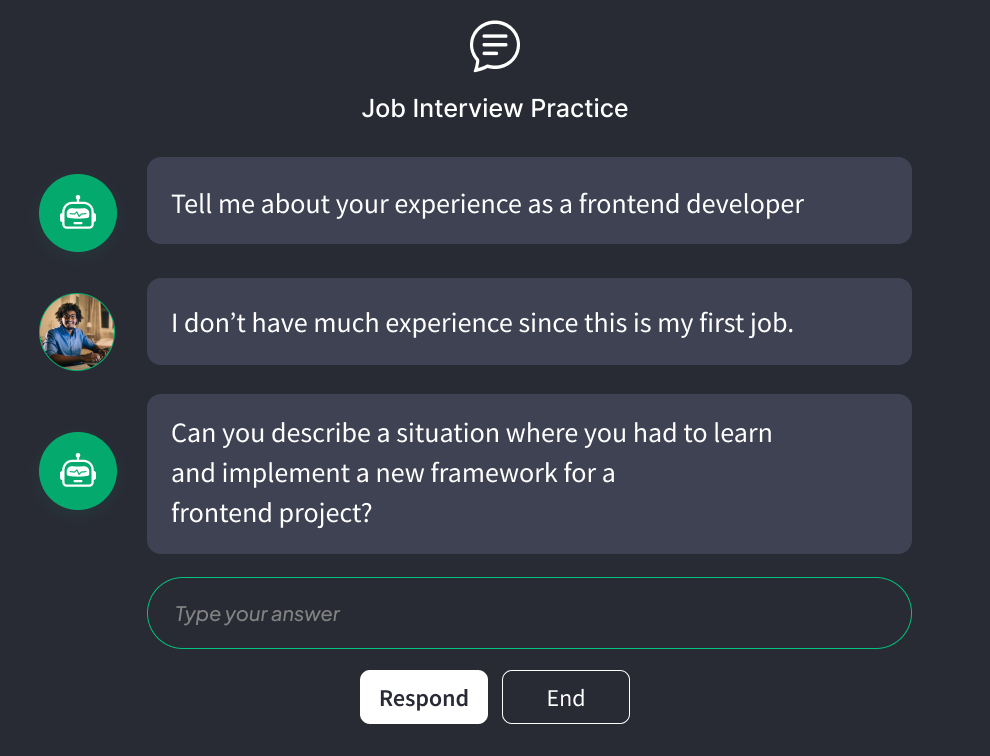 Job Interview Practice
Tell me about your experience as a frontend developer
I don’t have much experience since this is my first job.
Can you describe a situation where you had to learn
and implement a new framework for a
frontend project?
Type your answer
Respond
End